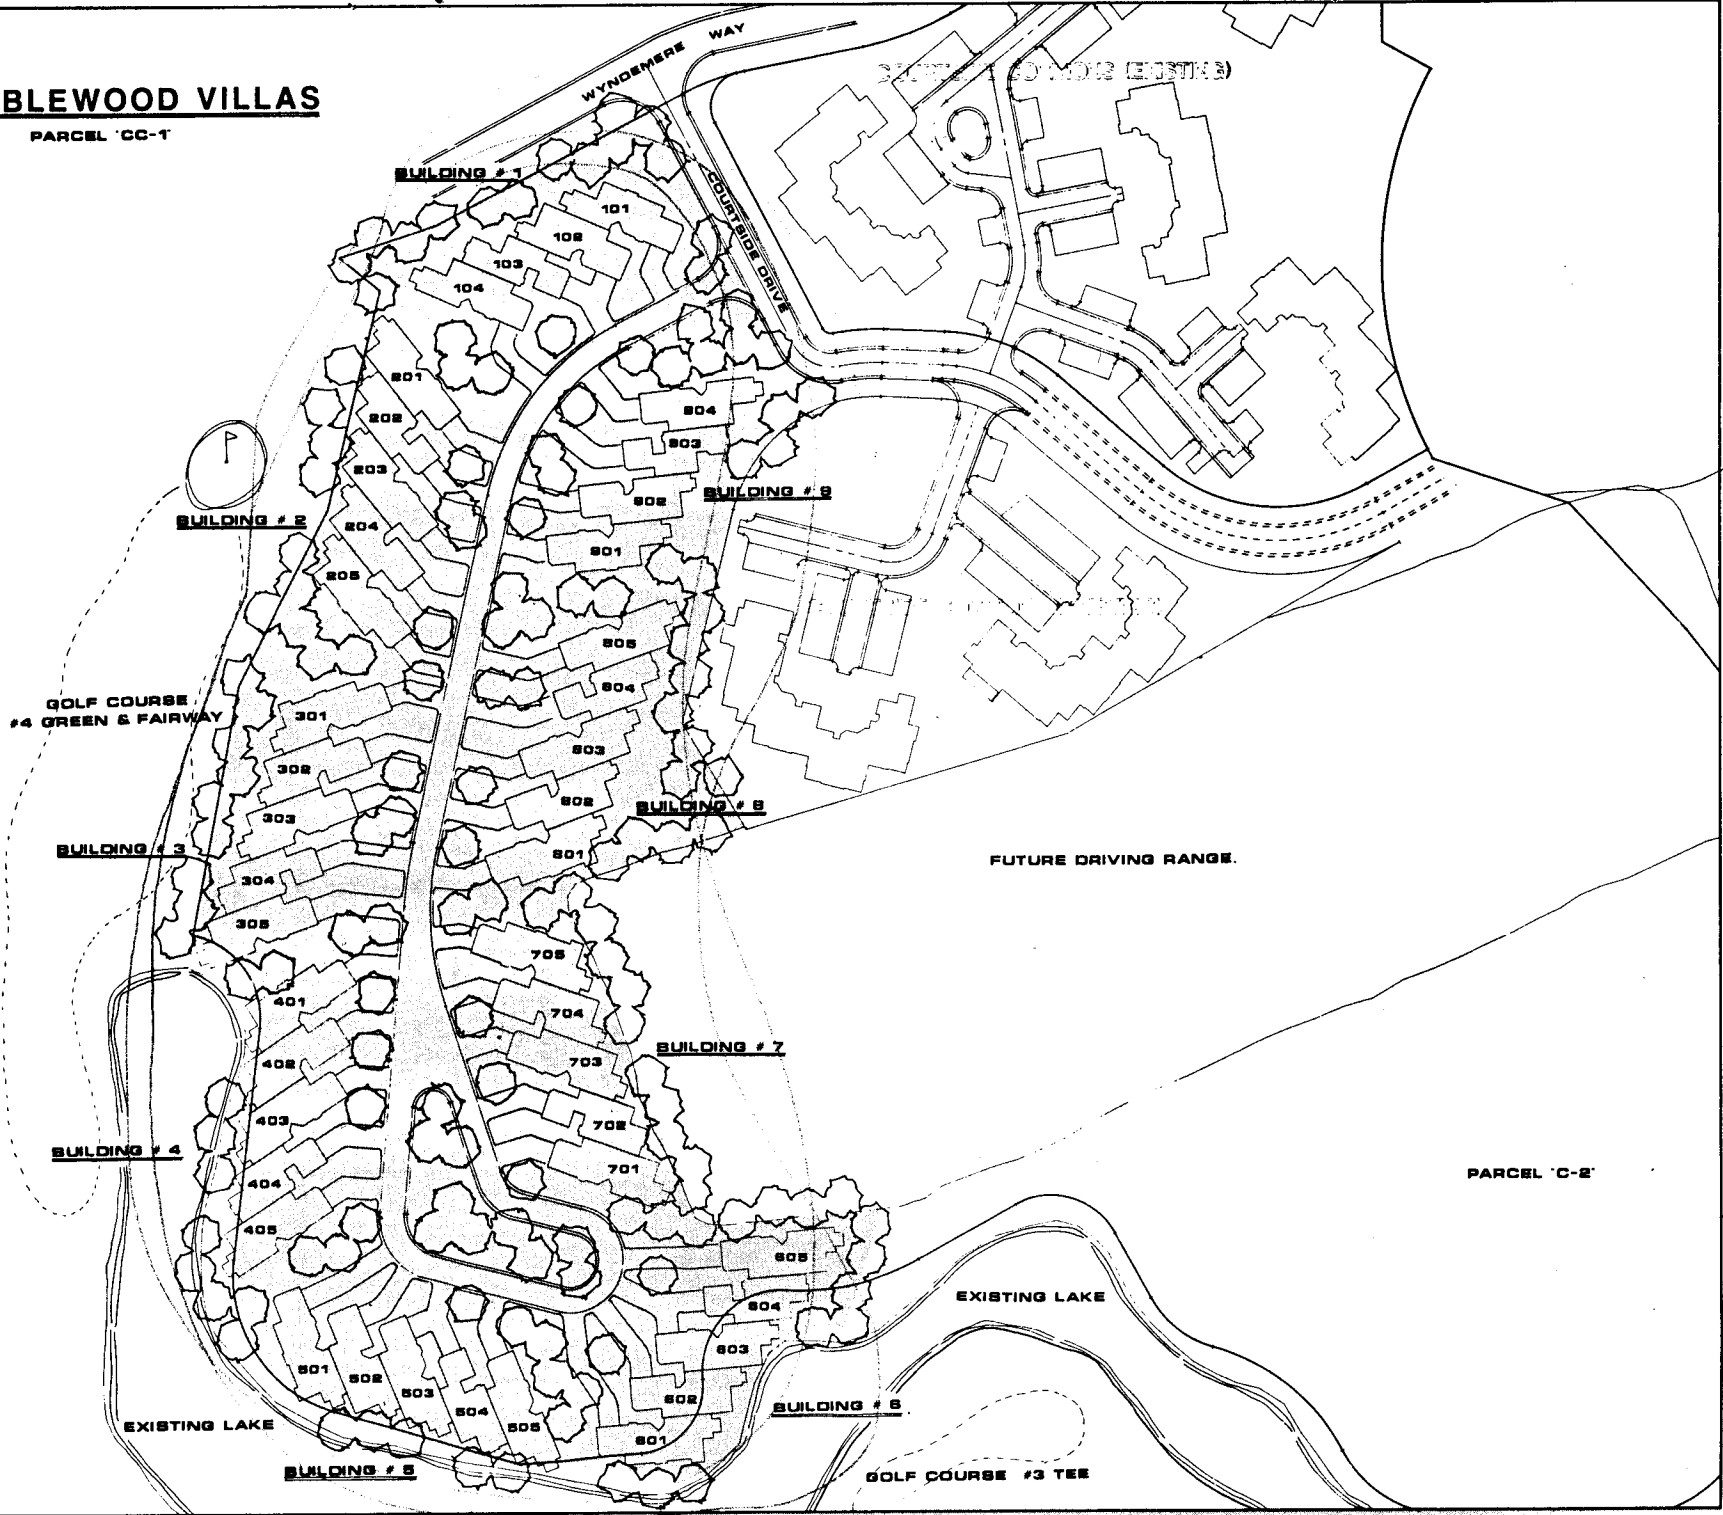 BLEWOOD VILLAS
PARCEL 'CC-1'
WYNDEMERE WAY
COURTSIDE DRIVE
BUILDING # 1
101
102
103
104
201
202
203
204
205
BUILDING # 2
904
903
902
901
BUILDING # 9
805
804
803
802
801
BUILDING # 8
GOLF COURSE
#4 GREEN & FAIRWAY
301
302
303
304
305
BUILDING # 3
FUTURE DRIVING RANGE.
401
402
403
404
405
BUILDING # 4
705
704
703
702
701
BUILDING # 7
PARCEL 'C-2'
605
604
603
602
601
BUILDING # 6
EXISTING LAKE
501
502
503
504
505
BUILDING # 5
EXISTING LAKE
GOLF COURSE #3 TEE